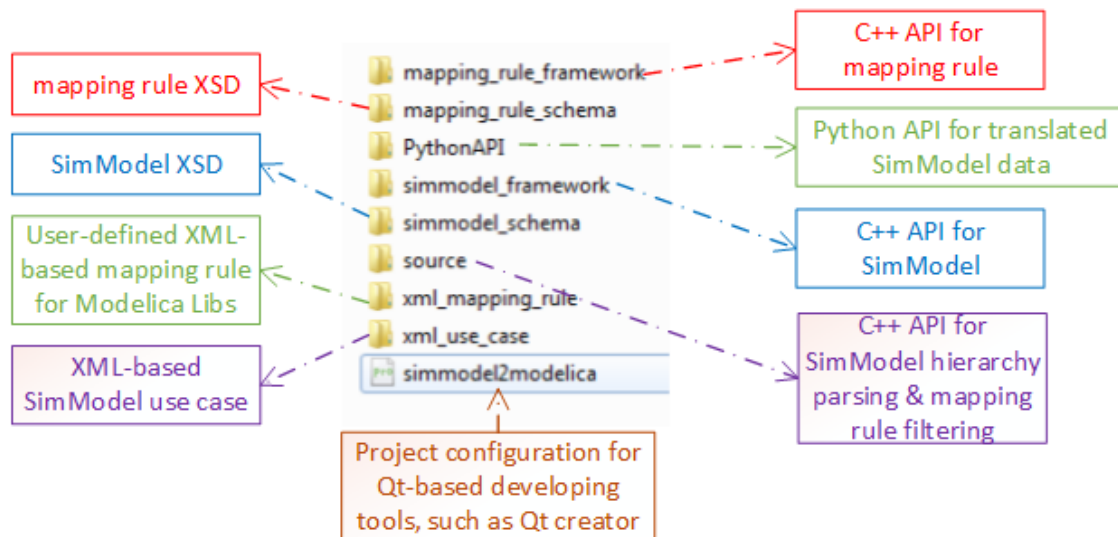 mapping rule XSD
SimModel XSD
User-defined XML-
based mapping rule
for Modelica Libs
XML-based
SimModel use case
mapping_rule_framework
mapping_rule_schema
PythonAPI
simmodel_framework
simmodel_schema
source
xml_mapping_rule
xml_use_case
simmodel2modelica
Project configuration for
Qt-based developing
tools, such as Qt creator
C++ API for
mapping rule
Python API for translated
SimModel data
C++ API for
SimModel
C++ API for
SimModel hierarchy
parsing & mapping
rule filtering